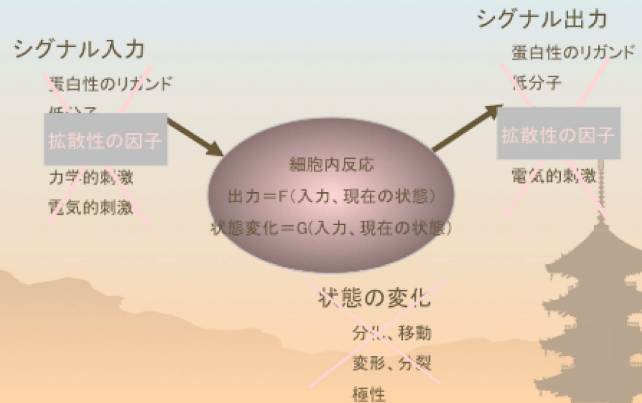 シグナル入力
蛋白性のリガンド
低分子
拡散性の因子
力学的刺激
電気的刺激
細胞内反応
出力=F(入力、現在の状態)
状態変化=G(入力、現在の状態)
シグナル出力
蛋白性のリガンド
低分子
拡散性の因子
電気的刺激
状態の変化
分化、移動
変形、分裂
極性